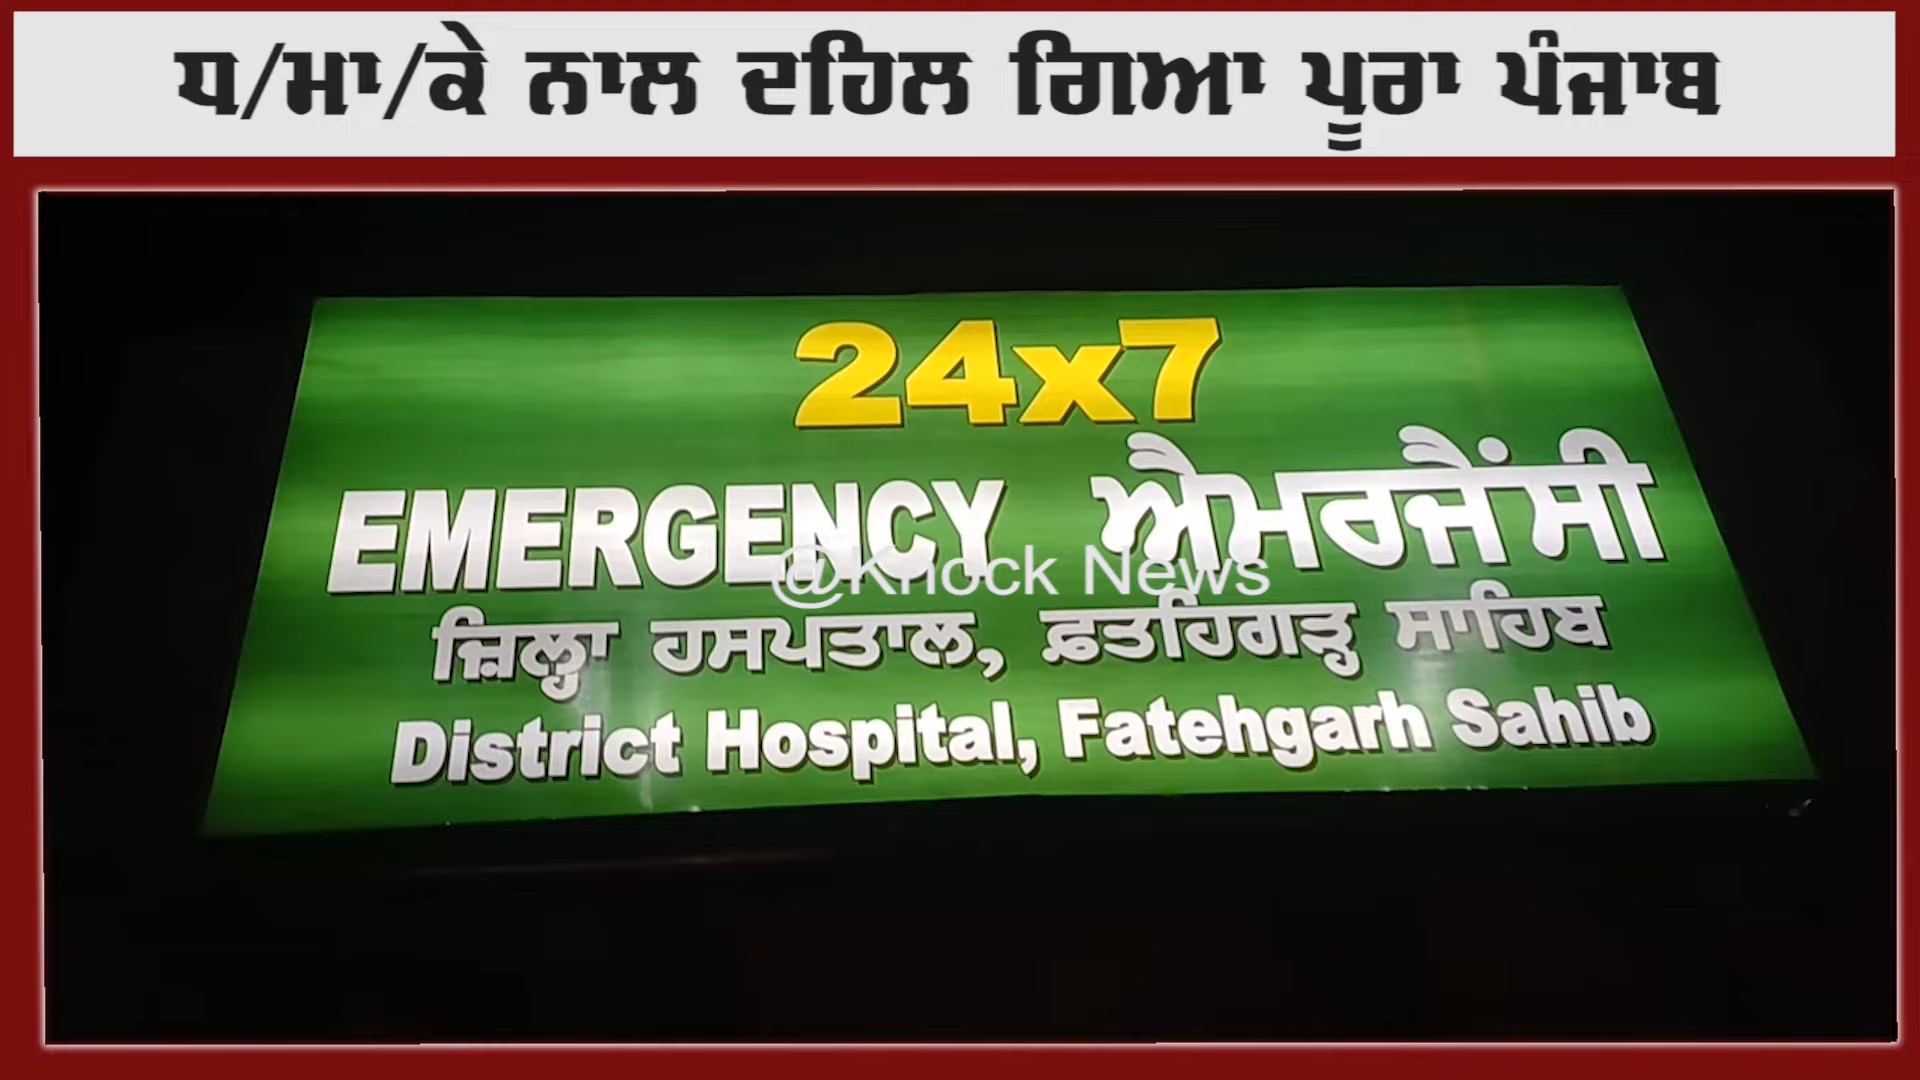 ਧ/ਮਾ/ਕੇ ਨਾਲ ਦਹਿਲ ਗਿਆ ਪੂਰਾ ਪੰਜਾਬ
24x7
EMERGENCY ਐਮਰਜੈਂਸੀ
@Knock News
ਜ਼ਿਲ੍ਹਾ ਹਸਪਤਾਲ, ਫ਼ਤਹਿਗੜ੍ਹ ਸਾਹਿਬ
District Hospital, Fatehgarh Sahib